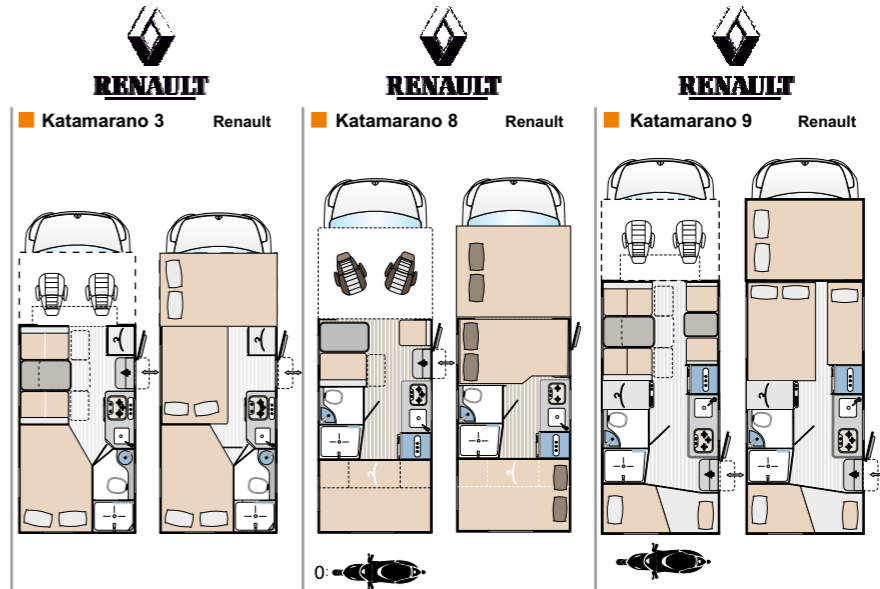 RENAULT
RENAULT
RENAULT
Katamarano 3 Renault
Katamarano 8 Renault
Katamarano 9 Renault
0: